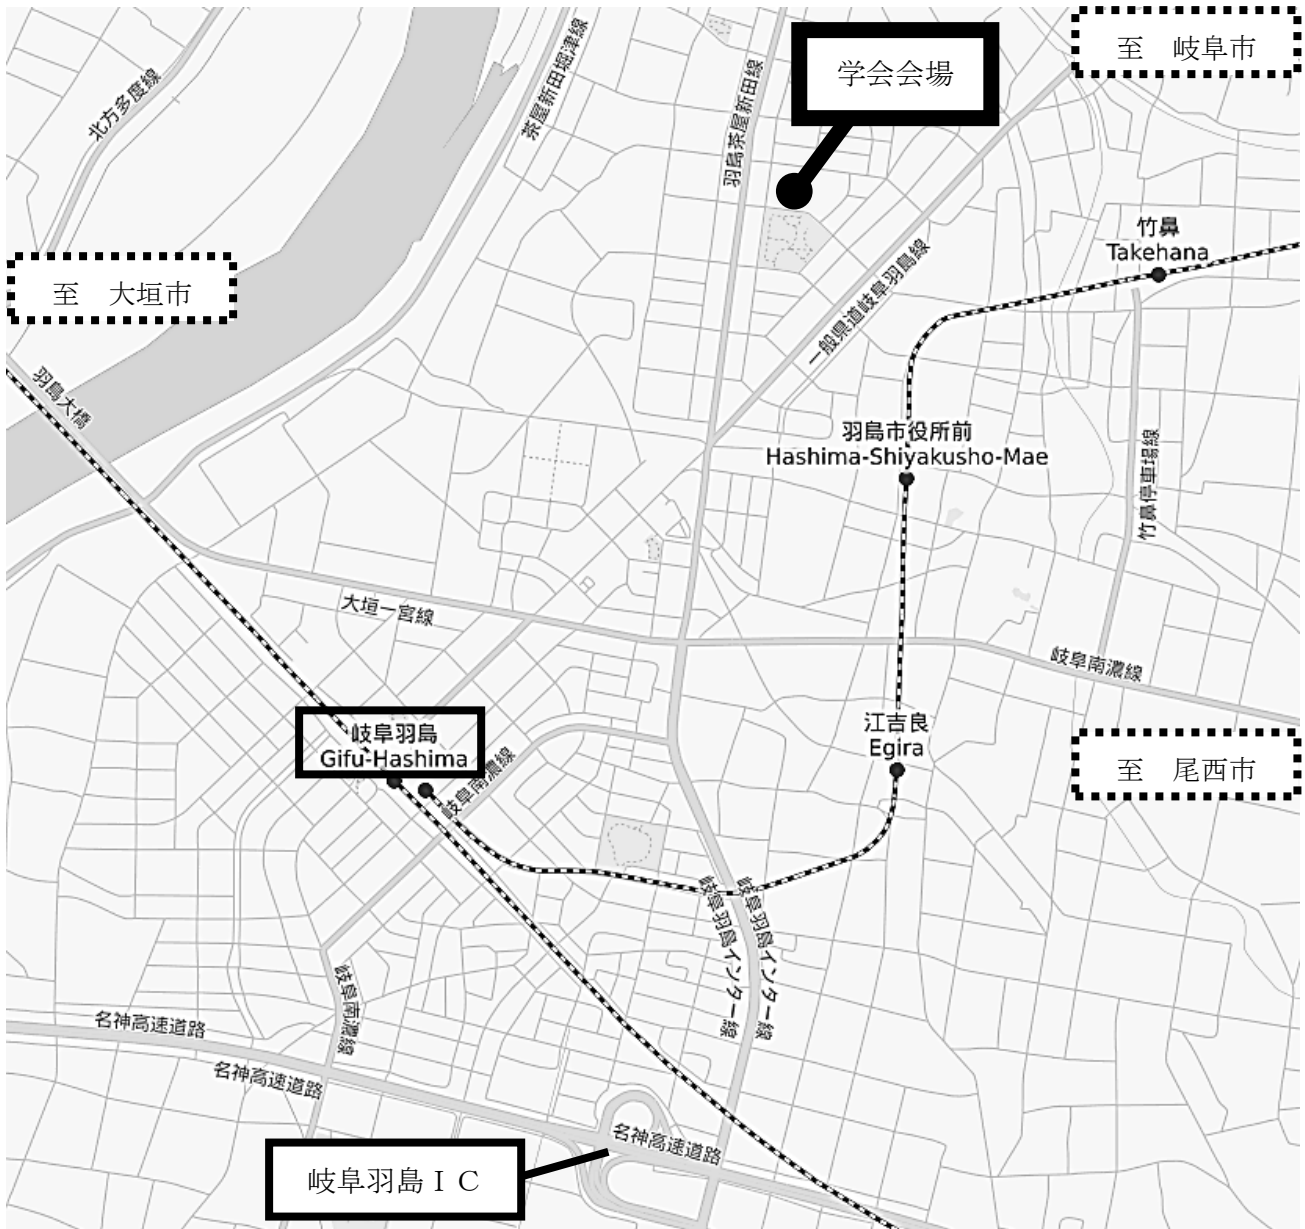 至　岐阜市
学会会場
北方多度線
茶屋新田堀津線
羽島茶屋新田線
竹鼻
Takehana
至　大垣市
一般県道岐阜羽島線
羽島大橋
羽島市役所前
Hashima-Shiyakusho-Mae
竹鼻停車場線
大垣一宮線
岐阜南濃線
岐阜羽島
Gifu-Hashima
江吉良
Egira
至　尾西市
岐阜南濃線
岐阜羽島インター線
岐阜羽島インター線
岐阜南濃線
名神高速道路
名神高速道路
名神高速道路
岐阜羽島ＩＣ